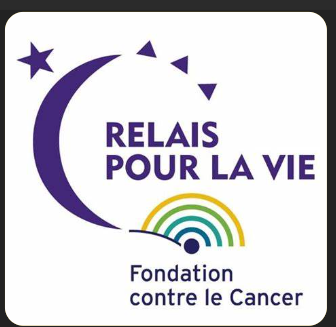 RELAIS
POUR LA VIE
Fondation
contre le Cancer